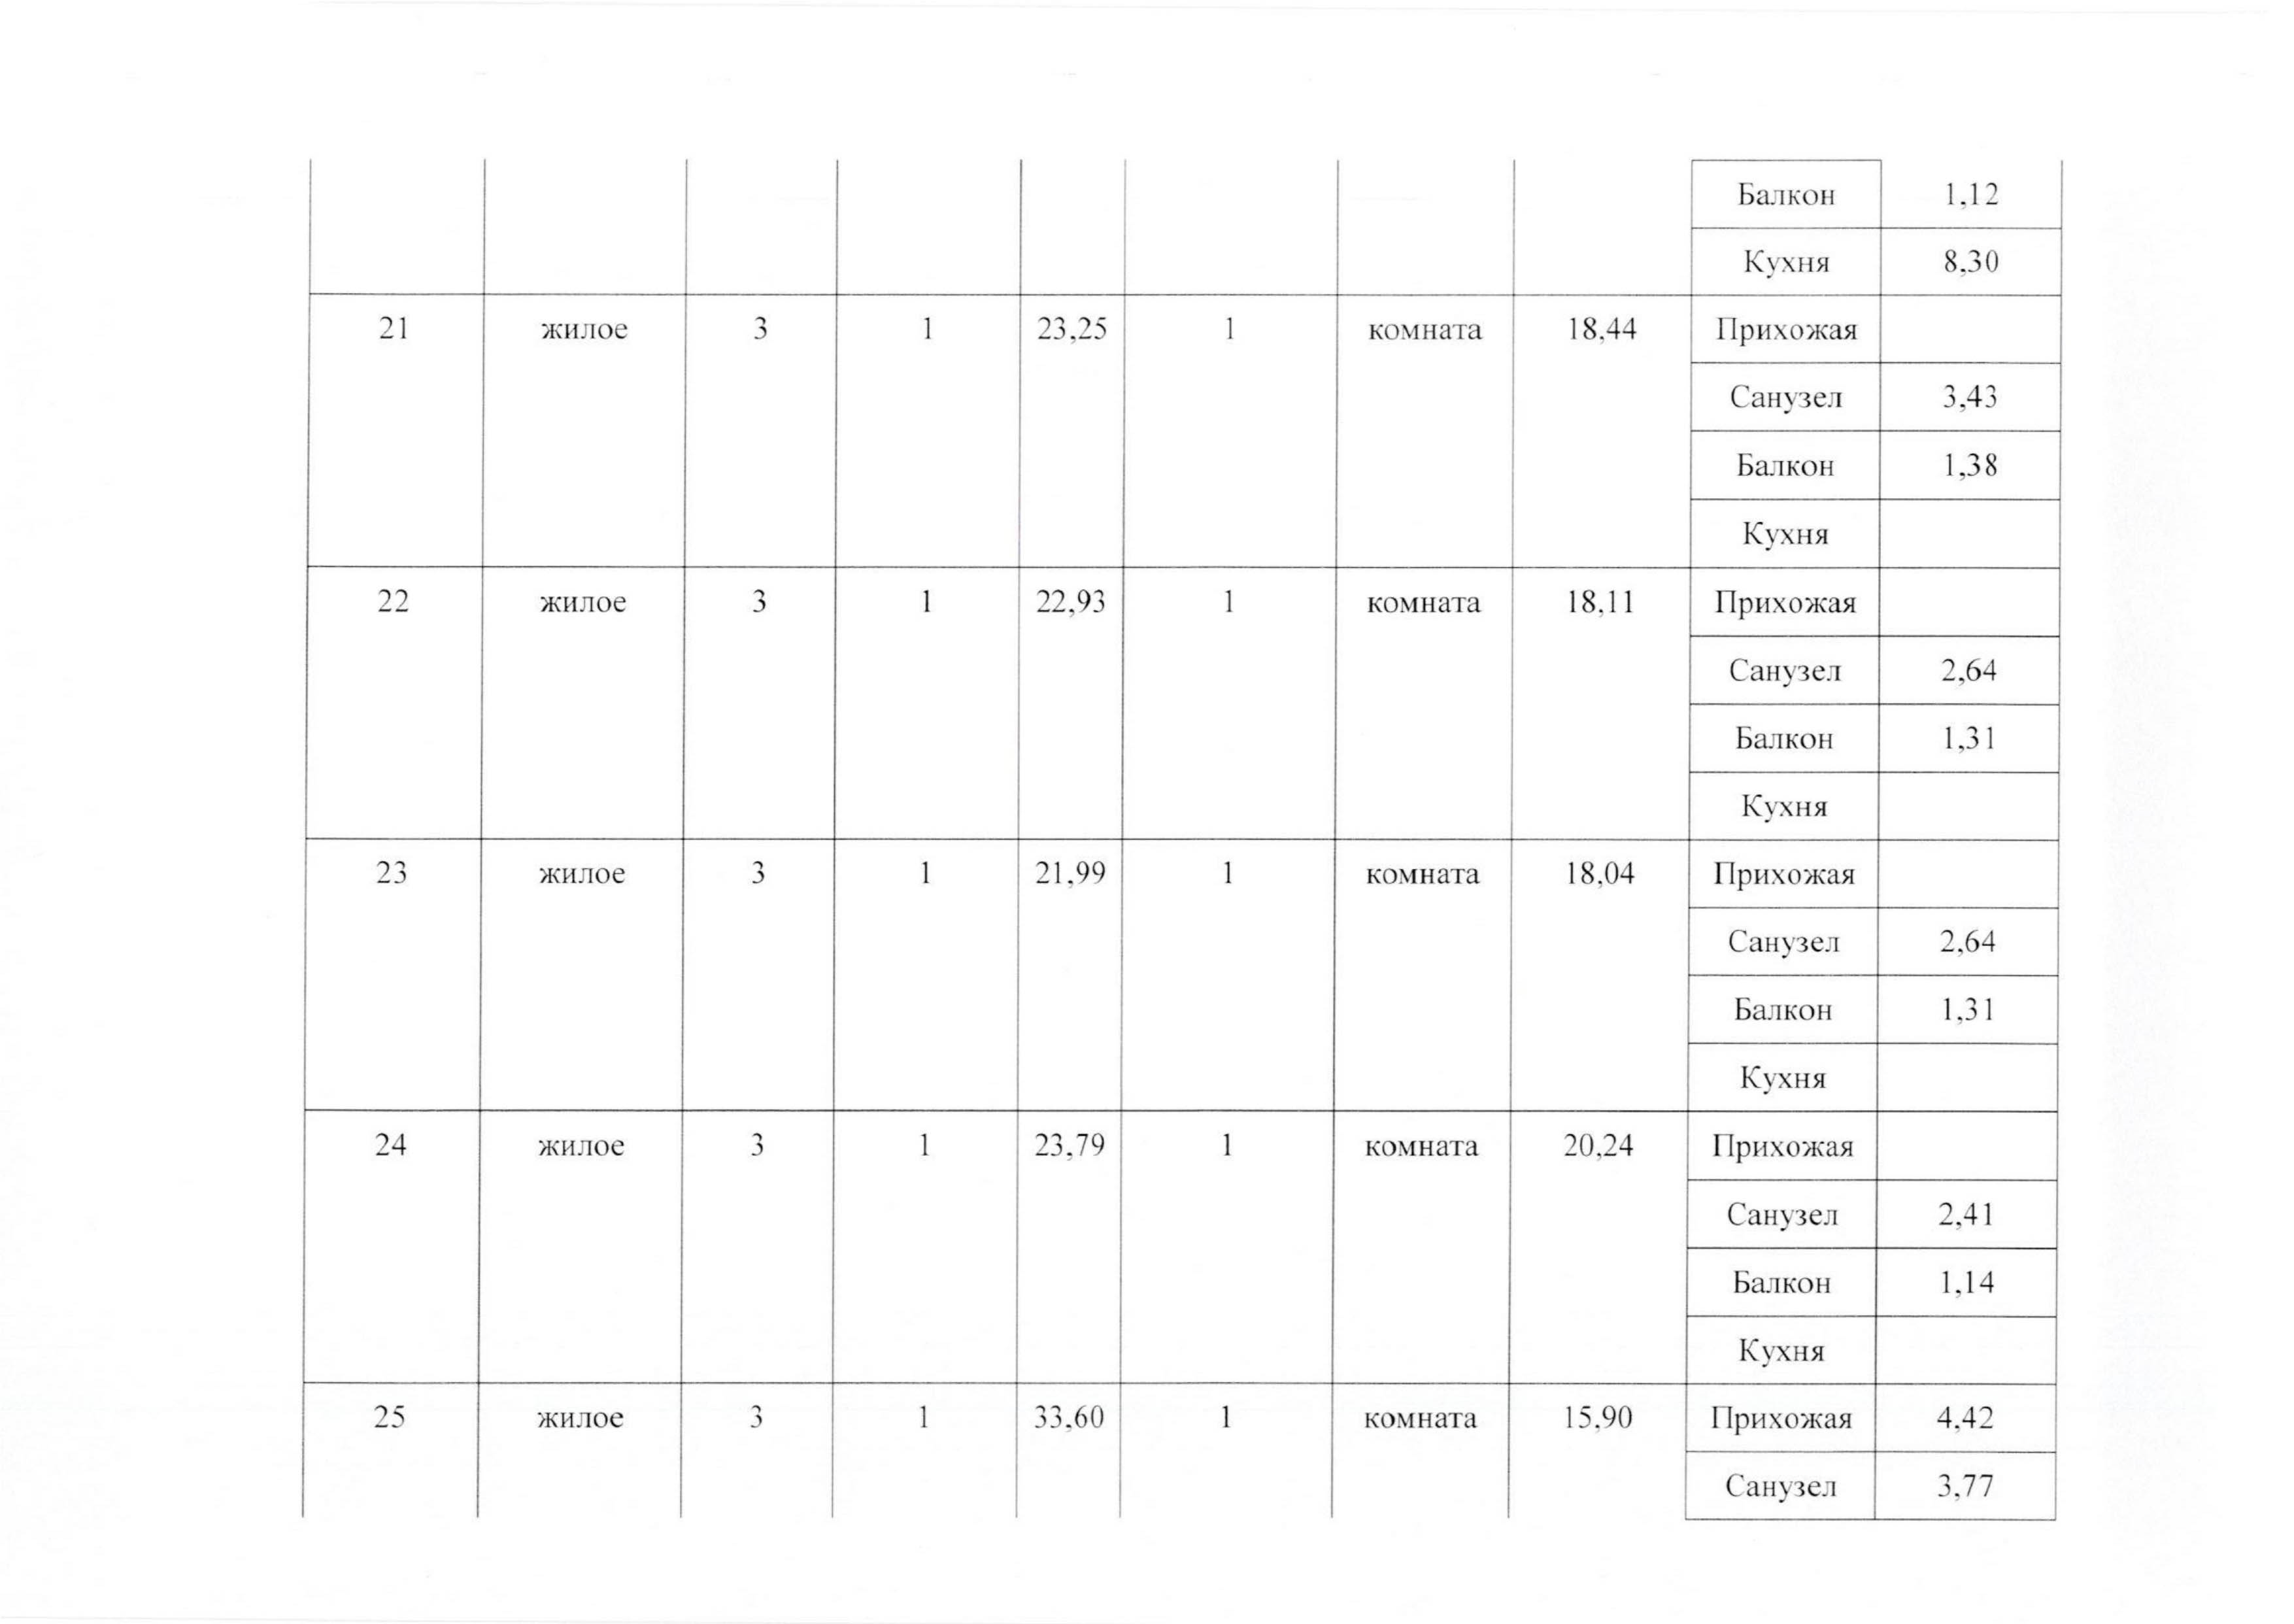 Балкон 1,12
Кухня 8,30
21 жилое 3 1 23,25 1 комната 18,44 Прихожая
Санузел 3,43
Балкон 1,38
Кухня
22 жилое 3 1 22,93 1 комната 18,11 Прихожая
Санузел 2,64
Балкон 1,31
Кухня
23 жилое 3 1 21,99 1 комната 18,04 Прихожая
Санузел 2,64
Балкон 1,31
Кухня
24 жилое 3 1 23,79 1 комната 20,24 Прихожая
Санузел 2,41
Балкон 1,14
Кухня
25 жилое 3 1 33,60 1 комната 15,90 Прихожая 4,42
Санузел 3,77